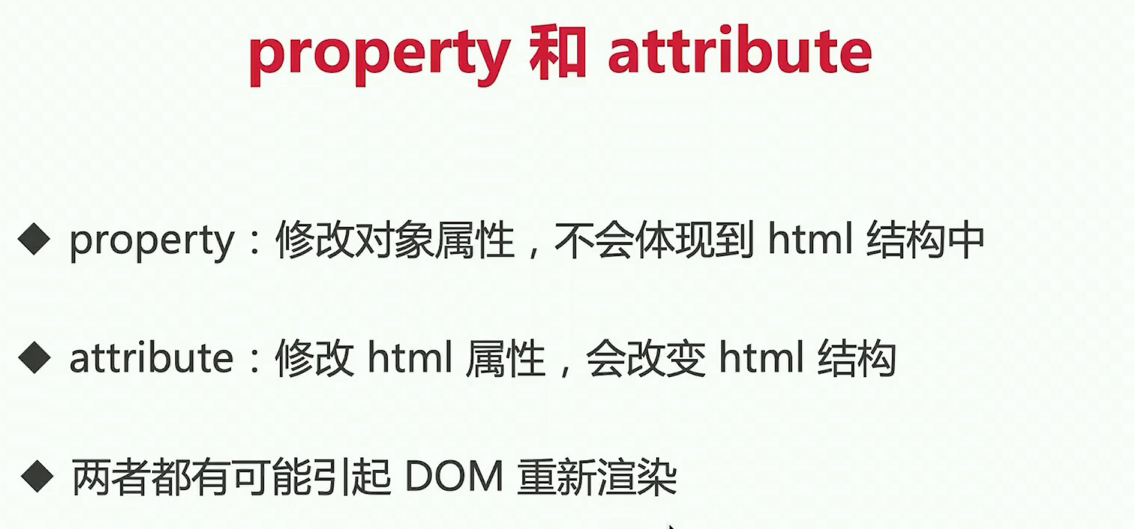 property 和 attribute
◆ property：修改对象属性，不会体现到 html 结构中
◆ attribute：修改 html 属性，会改变 html 结构
◆ 两者都有可能引起 DOM 重新渲染